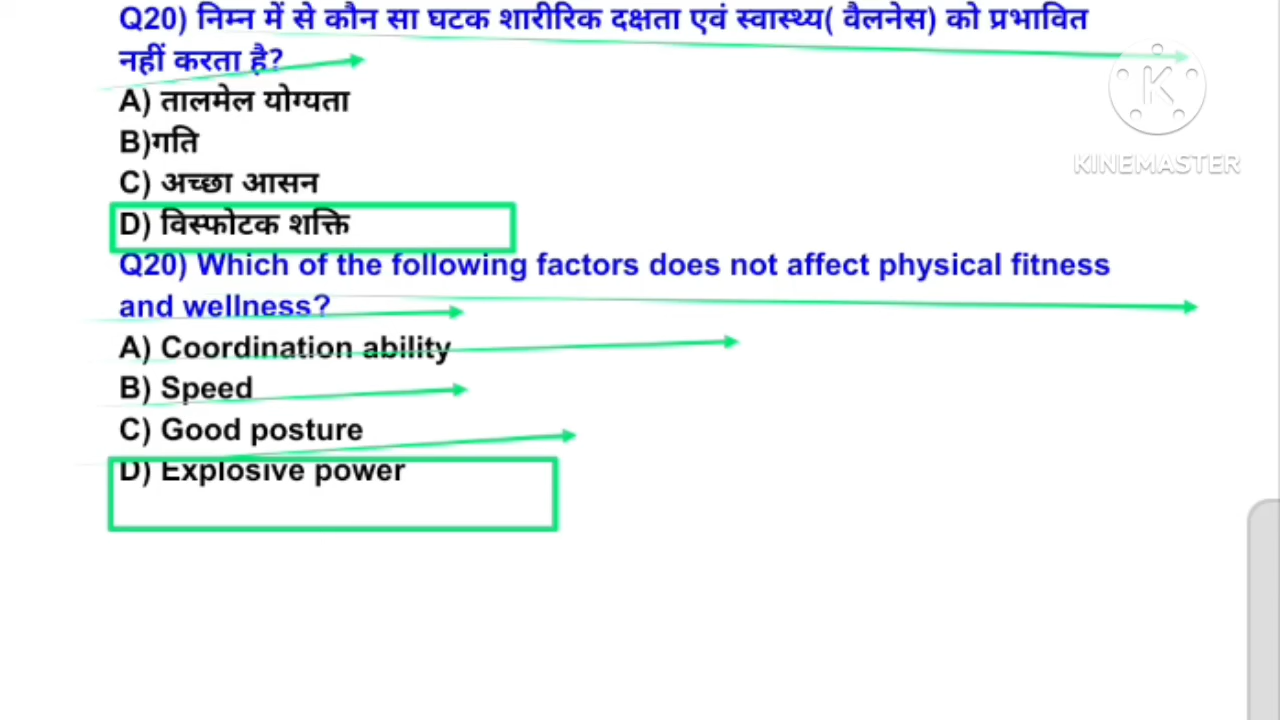 Q20) निम्न में से कौन सा घटक शारीरिक दक्षता एवं स्वास्थ्य( वैलनेस) को प्रभावित
नहीं करता है?
A) तालमेल योग्यता
B)गति
C) अच्छा आसन
D) विस्फोटक शक्ति
Q20) Which of the following factors does not affect physical fitness
and wellness?
A) Coordination ability
B) Speed
C) Good posture
D) Explosive power
K
KINEMASTER